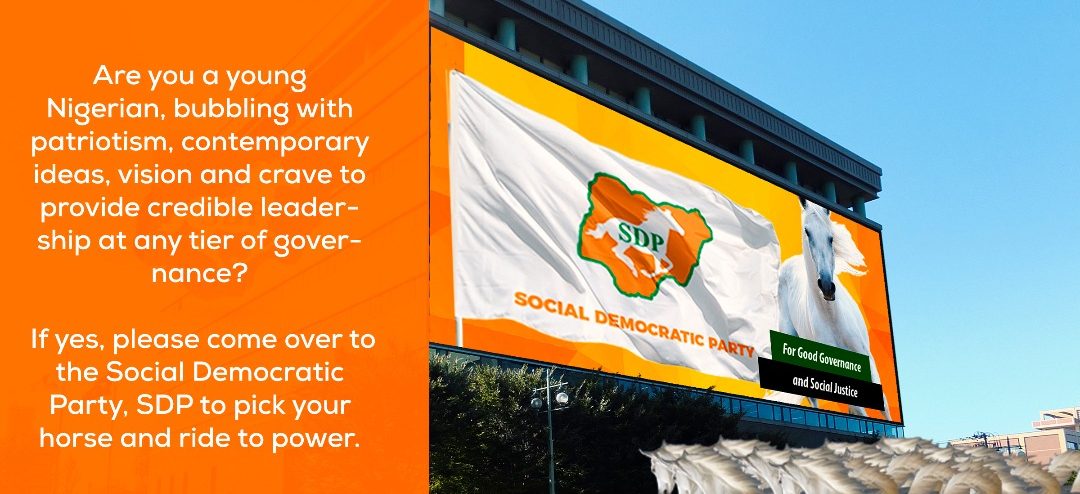 Are you a young
Nigerian, bubbling with
patriotism, contemporary
ideas, vision and crave to
provide credible leader-
ship at any tier of gover-
nance?
If yes, please come over to
the Social Democratic
Party, SDP to pick your
horse and ride to power.
SDP
SOCIAL DEMOCRATIC PARTY
For Good Governance
and Social Justice